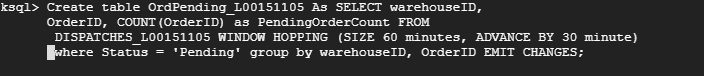 ksql> Create table OrdPending_L00151105 As SELECT warehouseID,
OrderID, COUNT(OrderID) as PendingOrderCount FROM
DISPATCHES_L00151105 WINDOW HOPPING (SIZE 60 minutes, ADVANCE BY 30 minute)
where Status = 'Pending' group by warehouseID, OrderID EMIT CHANGES;